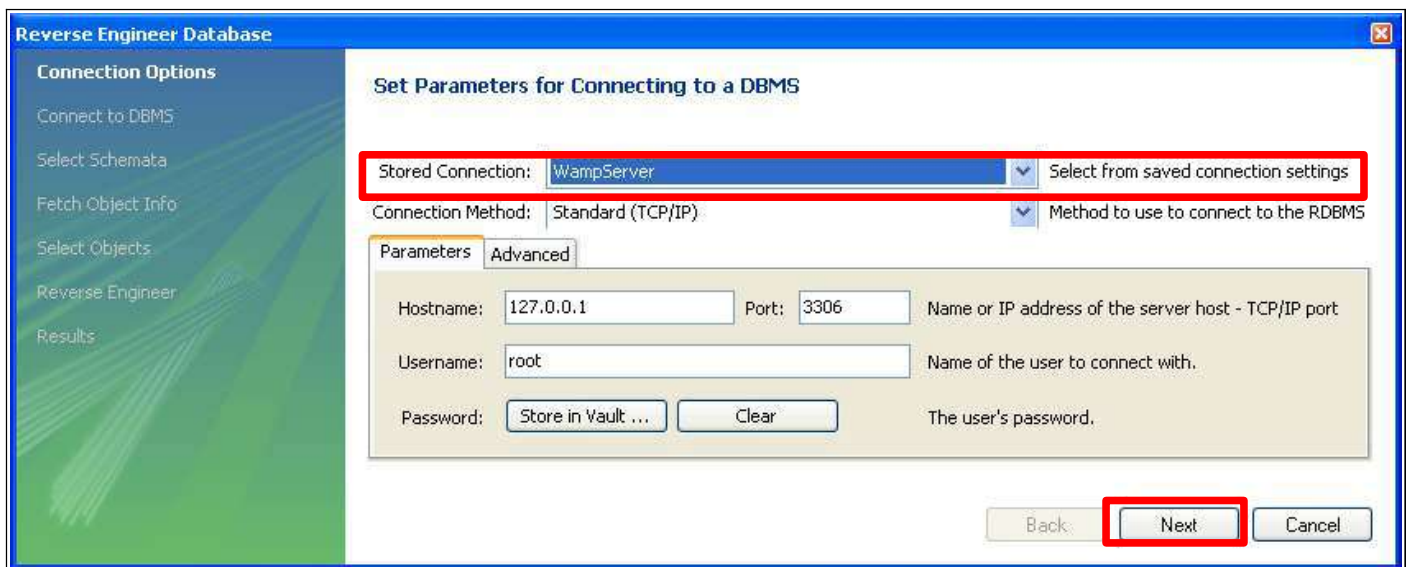 Reverse Engineer Database
Connection Options
Connect to DBMS
Select Schemata
Fetch Object Info
Select Objects
Reverse Engineer
Results
Set Parameters for Connecting to a DBMS
Stored Connection: WampServer Select from saved connection settings
Connection Method: Standard (TCP/IP) Method to use to connect to the RDBMS
Parameters Advanced
Hostname: 127.0.0.1 Port: 3306 Name or IP address of the server host - TCP/IP port
Username: root Name of the user to connect with.
Password: Store in Vault ... Clear The user's password.
Back Next Cancel